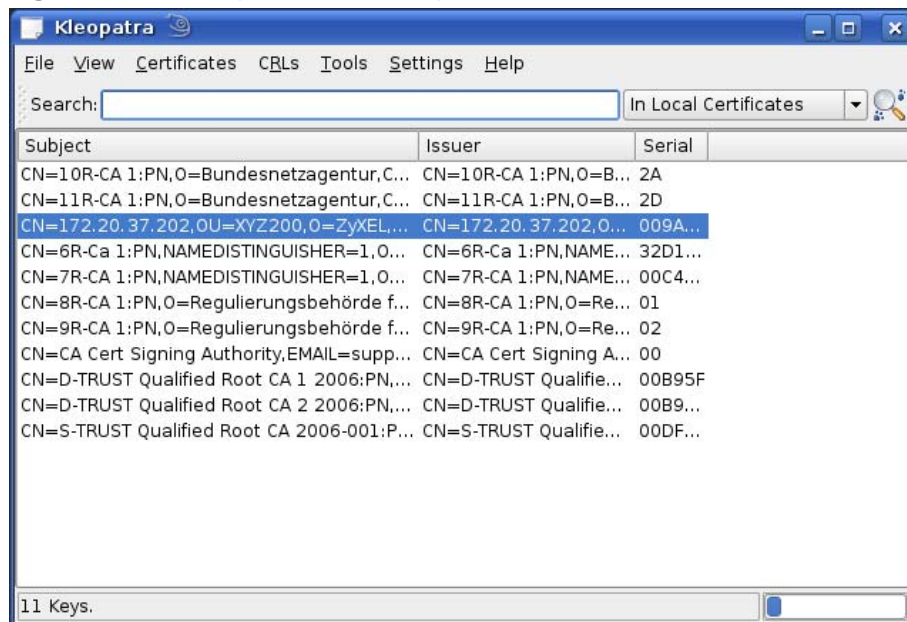 Kleopatra
File View Certificates CRLs Tools Settings Help
Search: In Local Certificates
Subject Issuer Serial
CN=10R-CA 1:PN,O=Bundesnetzagentur,C... CN=10R-CA 1:PN,O=B... 2A
CN=11R-CA 1:PN,O=Bundesnetzagentur,C... CN=11R-CA 1:PN,O=B... 2D
CN=172.20.37.202,OU=XYZ200,O=ZyXEL,... CN=172.20.37.202,O... 009A...
CN=6R-Ca 1:PN,NAMEDISTINGUISHER=1,O... CN=6R-Ca 1:PN,NAME... 32D1...
CN=7R-CA 1:PN,NAMEDISTINGUISHER=1,O... CN=7R-CA 1:PN,NAME... 00C4...
CN=8R-CA 1:PN,O=Regulierungsbehörde f... CN=8R-CA 1:PN,O=Re... 01
CN=9R-CA 1:PN,O=Regulierungsbehörde f... CN=9R-CA 1:PN,O=Re... 02
CN=CA Cert Signing Authority,EMAIL=supp... CN=CA Cert Signing A... 00
CN=D-TRUST Qualified Root CA 1 2006:PN,... CN=D-TRUST Qualifie... 00B95F
CN=D-TRUST Qualified Root CA 2 2006:PN,... CN=D-TRUST Qualifie... 00B9...
CN=S-TRUST Qualified Root CA 2006-001:P... CN=S-TRUST Qualifie... 00DF...
11 Keys.